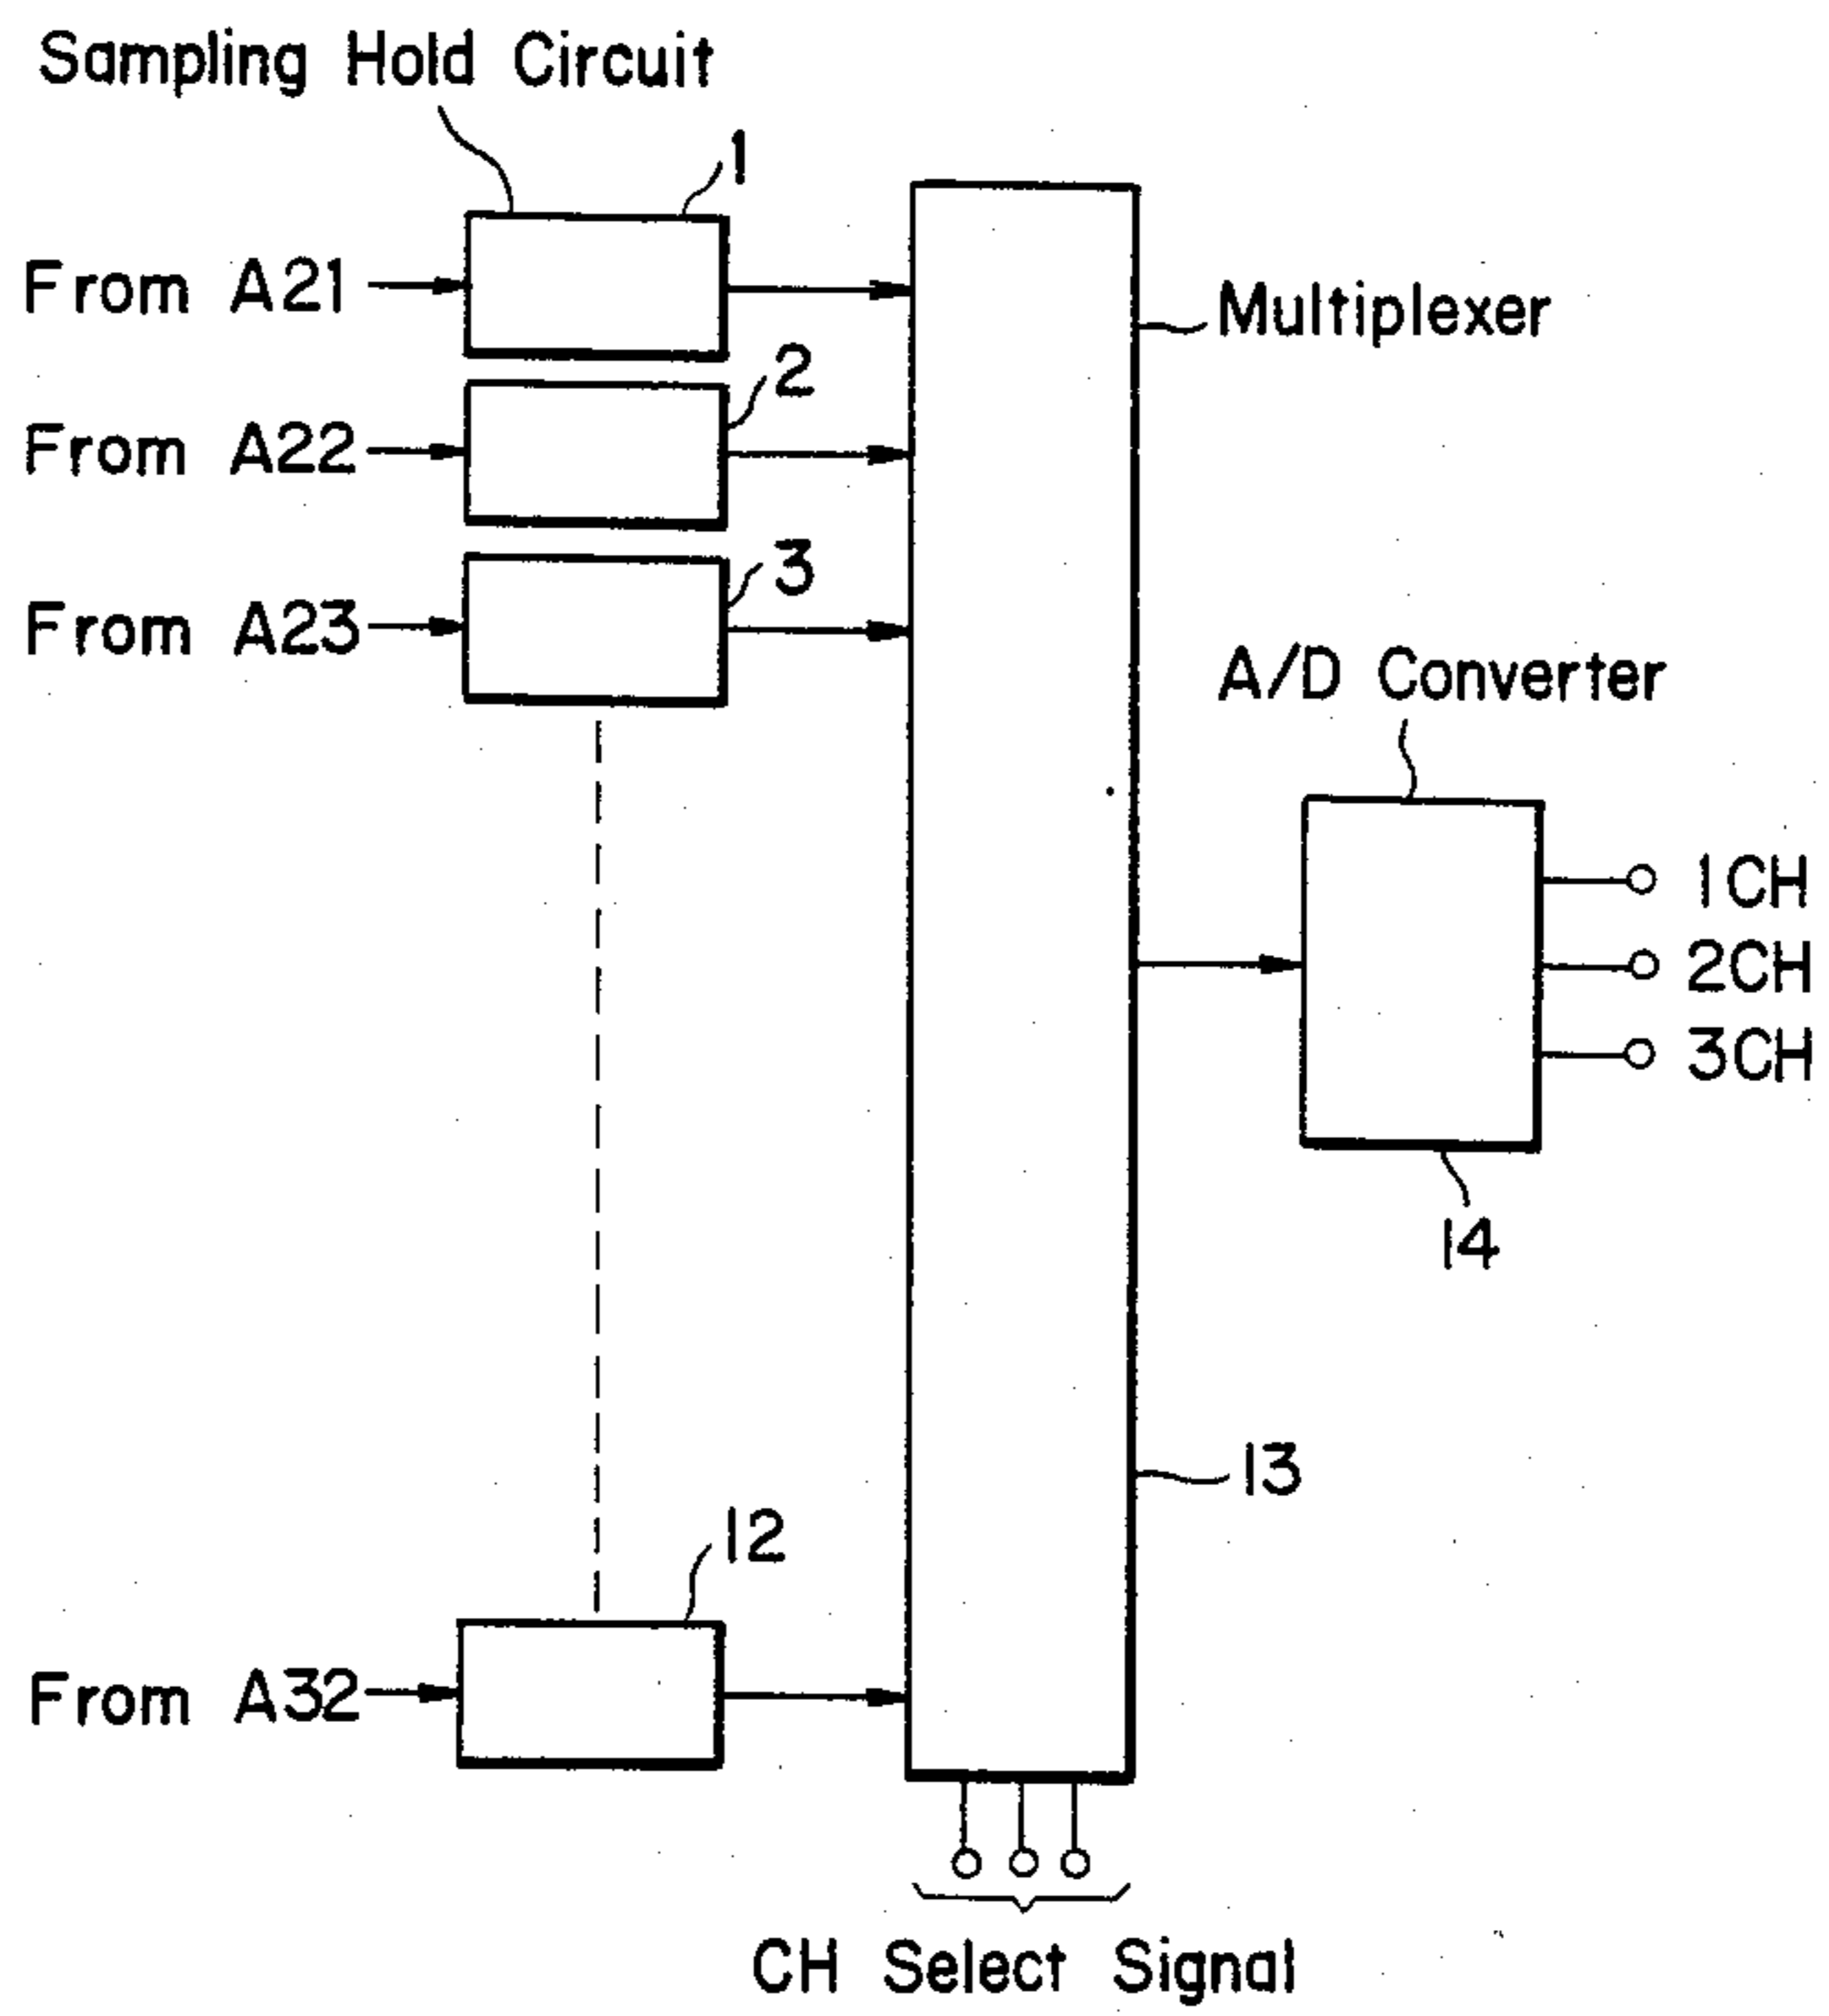 Sampling Hold Circuit
1
From A21
Multiplexer
2
From A22
3
From A23
A/D Converter
1CH
2CH
3CH
14
13
12
From A32
CH Select Signal